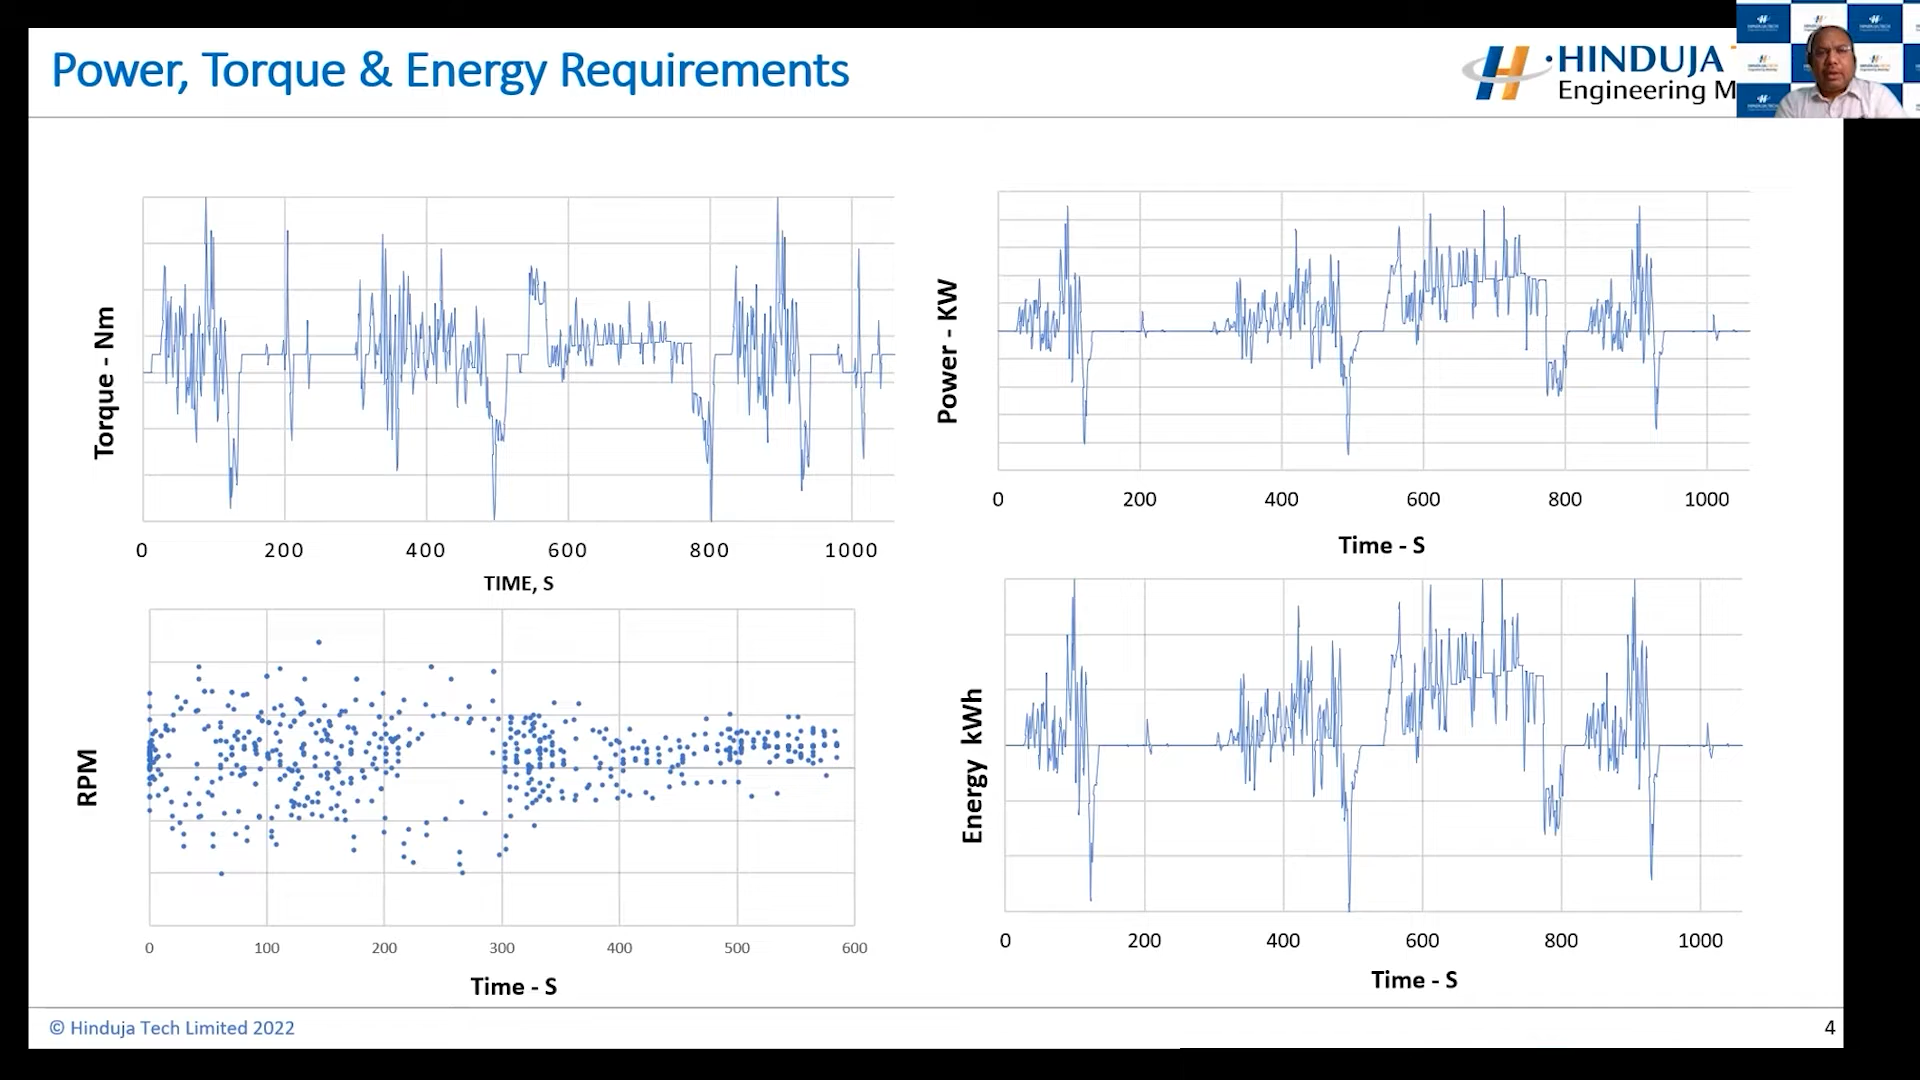 Power, Torque & Energy Requirements
HINDUJA
Engineering M
Torque - Nm
0 200 400 600 800 1000
TIME, S
Power - KW
0 200 400 600 800 1000
Time - S
RPM
0 100 200 300 400 500 600
Time - S
Energy kWh
0 200 400 600 800 1000
Time - S
© Hinduja Tech Limited 2022
4